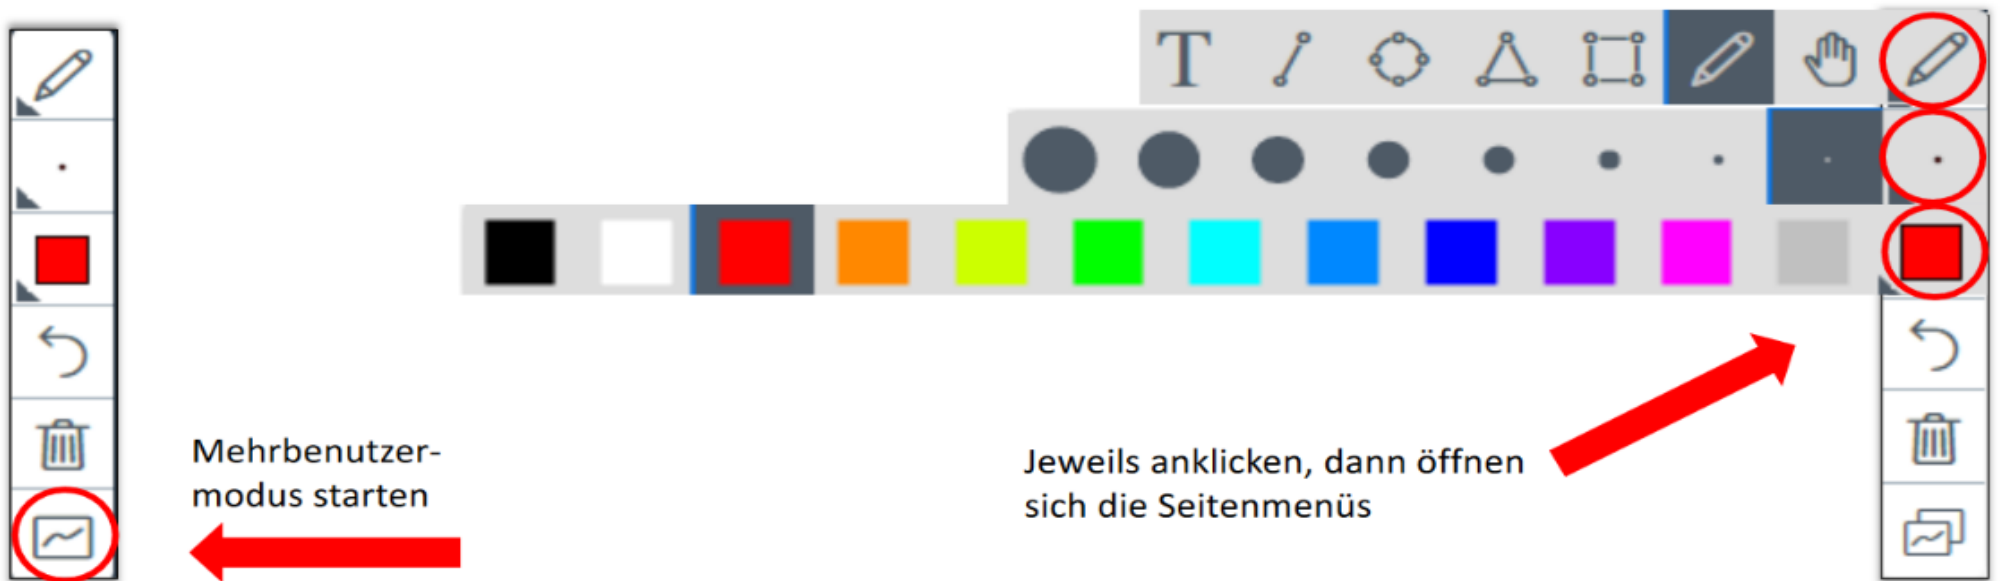 T
Mehrbenutzer-
modus starten
Jeweils anklicken, dann öffnen
sich die Seitenmenüs